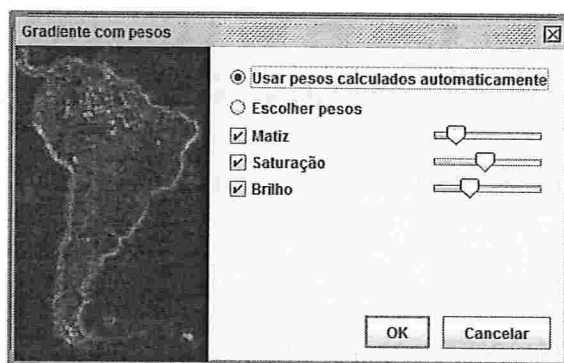 Gradiente com pesos
Usar pesos calculados automaticamente
Escolher pesos
Matiz
Saturação
Brilho
OK
Cancelar